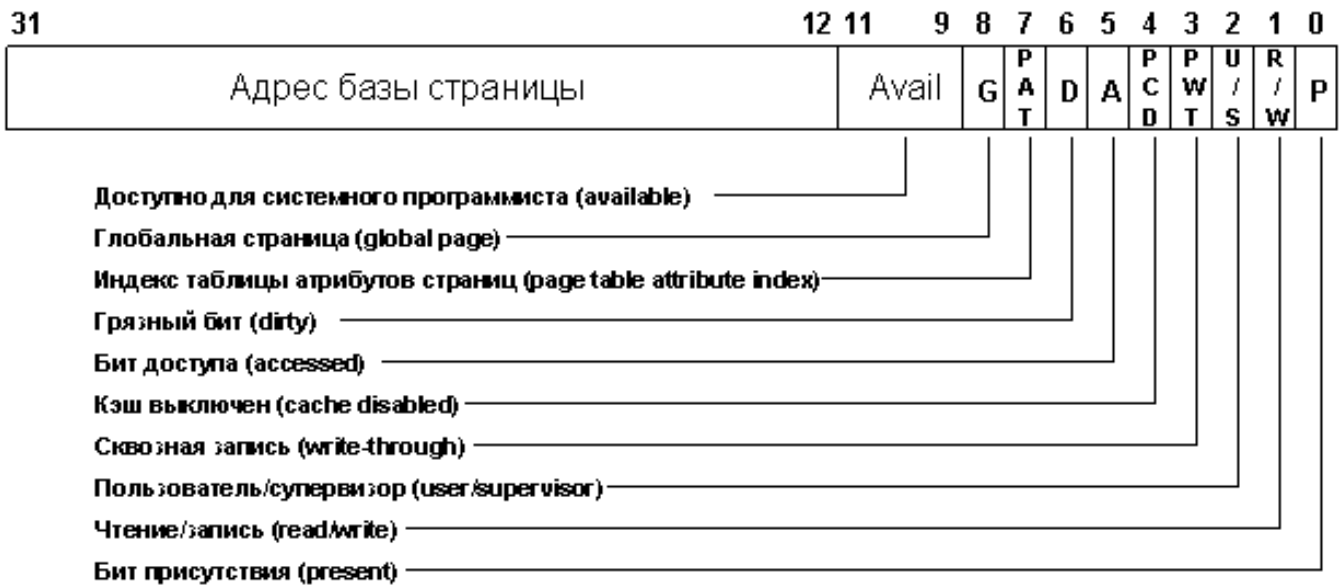 31 12 11 9 8 7 6 5 4 3 2 1 0
Адрес базы страницы Avail G PAT D A PCD PWT U/S R/W P
Доступно для системного программиста (available)
Глобальная страница (global page)
Индекс таблицы атрибутов страниц (page table attribute index)
Грязный бит (dirty)
Бит доступа (accessed)
Кэш выключен (cache disabled)
Сквозная запись (write-through)
Пользователь/супервизор (user/supervisor)
Чтение/запись (read/write)
Бит присутствия (present)